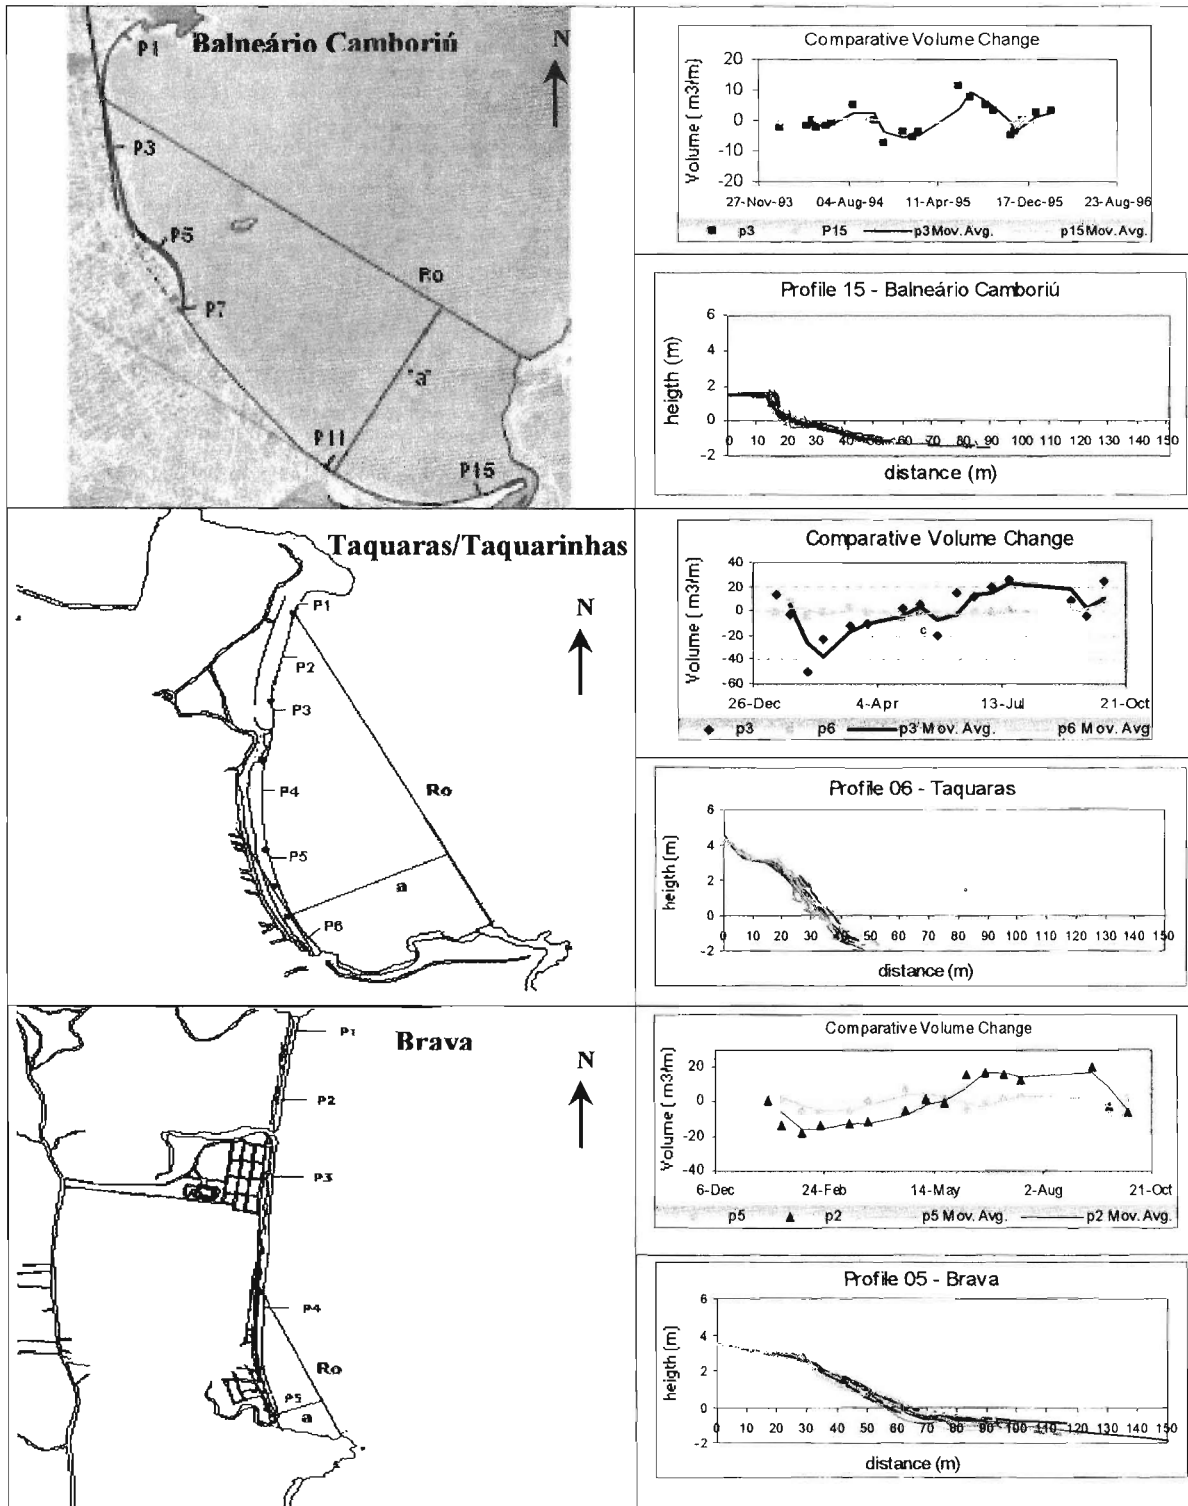 Balneário Camboriú
N
P1
P3
P5
P7
Ro
"a"
P11
P15
Comparative Volume Change
Volume ( m3/m)
20
10
0
-10
-20
27-Nov-93 04-Aug-94 11-Apr-95 17-Dec-95 23-Aug-96
p3 P15 p3 Mov. Avg. p15 Mov. Avg.
Profile 15 - Balneário Camboriú
heigth (m)
6
4
2
0
-2
0 10 20 30 40 50 60 70 80 90 100 110 120 130 140 150
distance (m)
Taquaras/Taquarinhas
N
P1
P2
P3
P4
Ro
P5
a
P6
Comparative Volume Change
Volume ( m3/m)
40
20
0
-20
-40
-60
26-Dec 4-Apr 13-Jul 21-Oct
p3 p6 p3 Mov. Avg. p6 Mov. Avg
Profile 06 - Taquaras
heigth (m)
6
4
2
0
-2
0 10 20 30 40 50 60 70 80 90 100 110 120 130 140 150
distance (m)
Brava
N
P1
P2
P3
P4
Ro
P5
a
Comparative Volume Change
Volume ( m3/m)
20
0
-20
-40
6-Dec 24-Feb 14-May 2-Aug 21-Oct
p5 p2 p5 Mov. Avg. p2 Mov. Avg.
Profile 05 - Brava
heigth (m)
6
4
2
0
-2
0 10 20 30 40 50 60 70 80 90 100 110 120 130 140 150
distance (m)